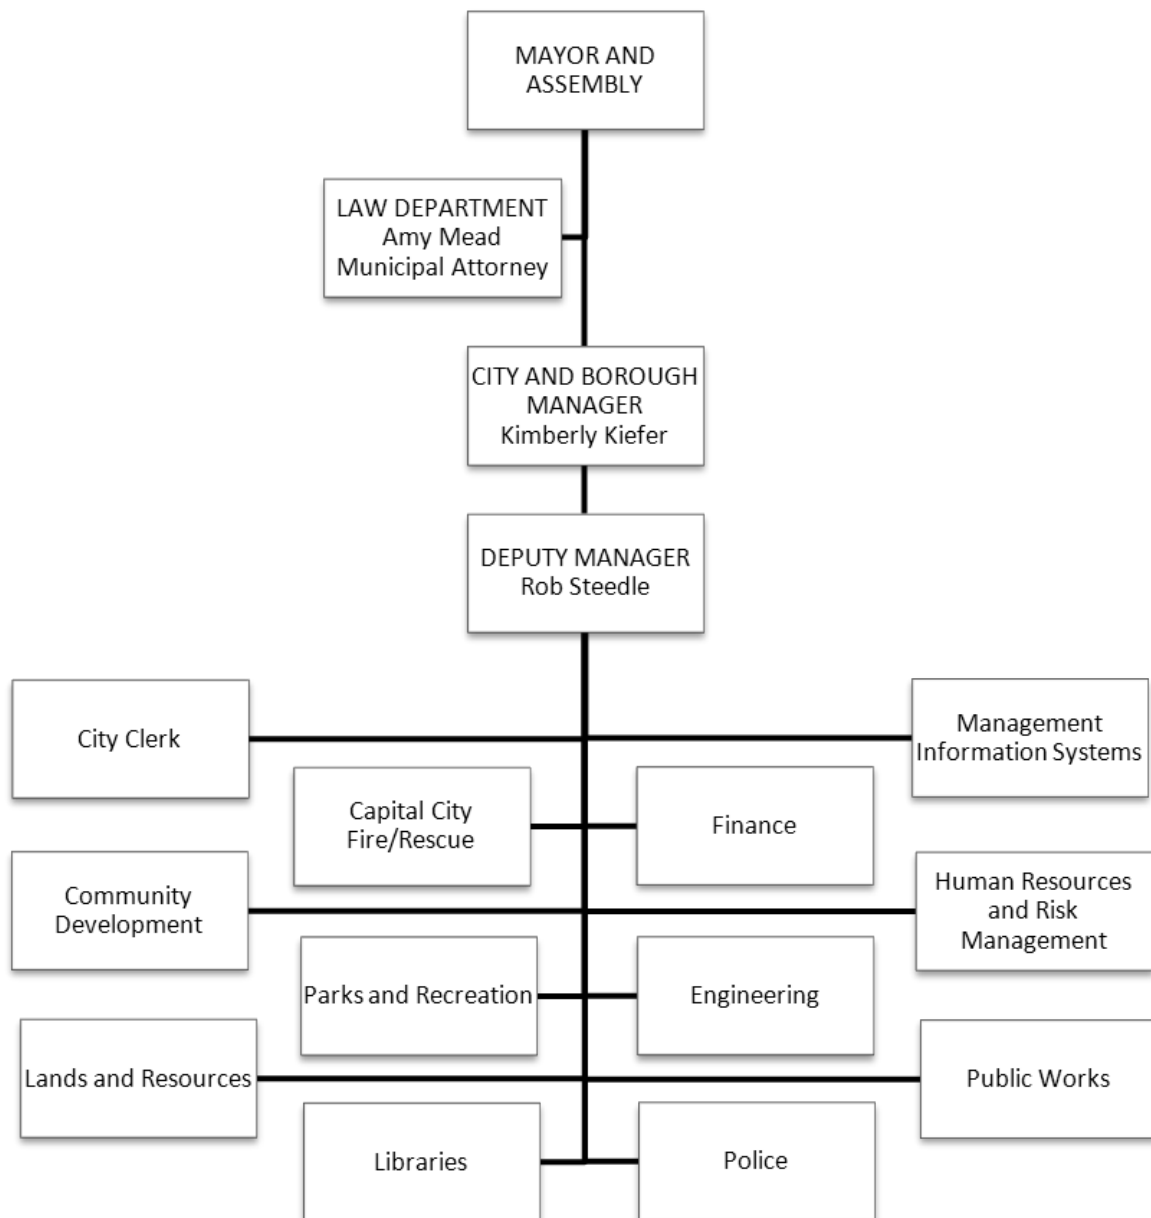 MAYOR AND
ASSEMBLY
LAW DEPARTMENT
Amy Mead
Municipal Attorney
CITY AND BOROUGH
MANAGER
Kimberly Kiefer
DEPUTY MANAGER
Rob Steedle
City Clerk
Management
Information Systems
Capital City
Fire/Rescue
Finance
Community
Development
Human Resources
and Risk
Management
Parks and Recreation
Engineering
Lands and Resources
Public Works
Libraries
Police